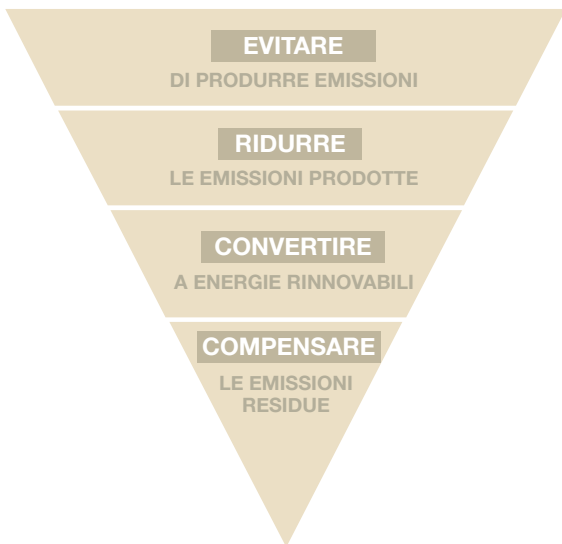 EVITARE
DI PRODURRE EMISSIONI
RIDURRE
LE EMISSIONI PRODOTTE
CONVERTIRE
A ENERGIE RINNOVABILI
COMPENSARE
LE EMISSIONI
RESIDUE